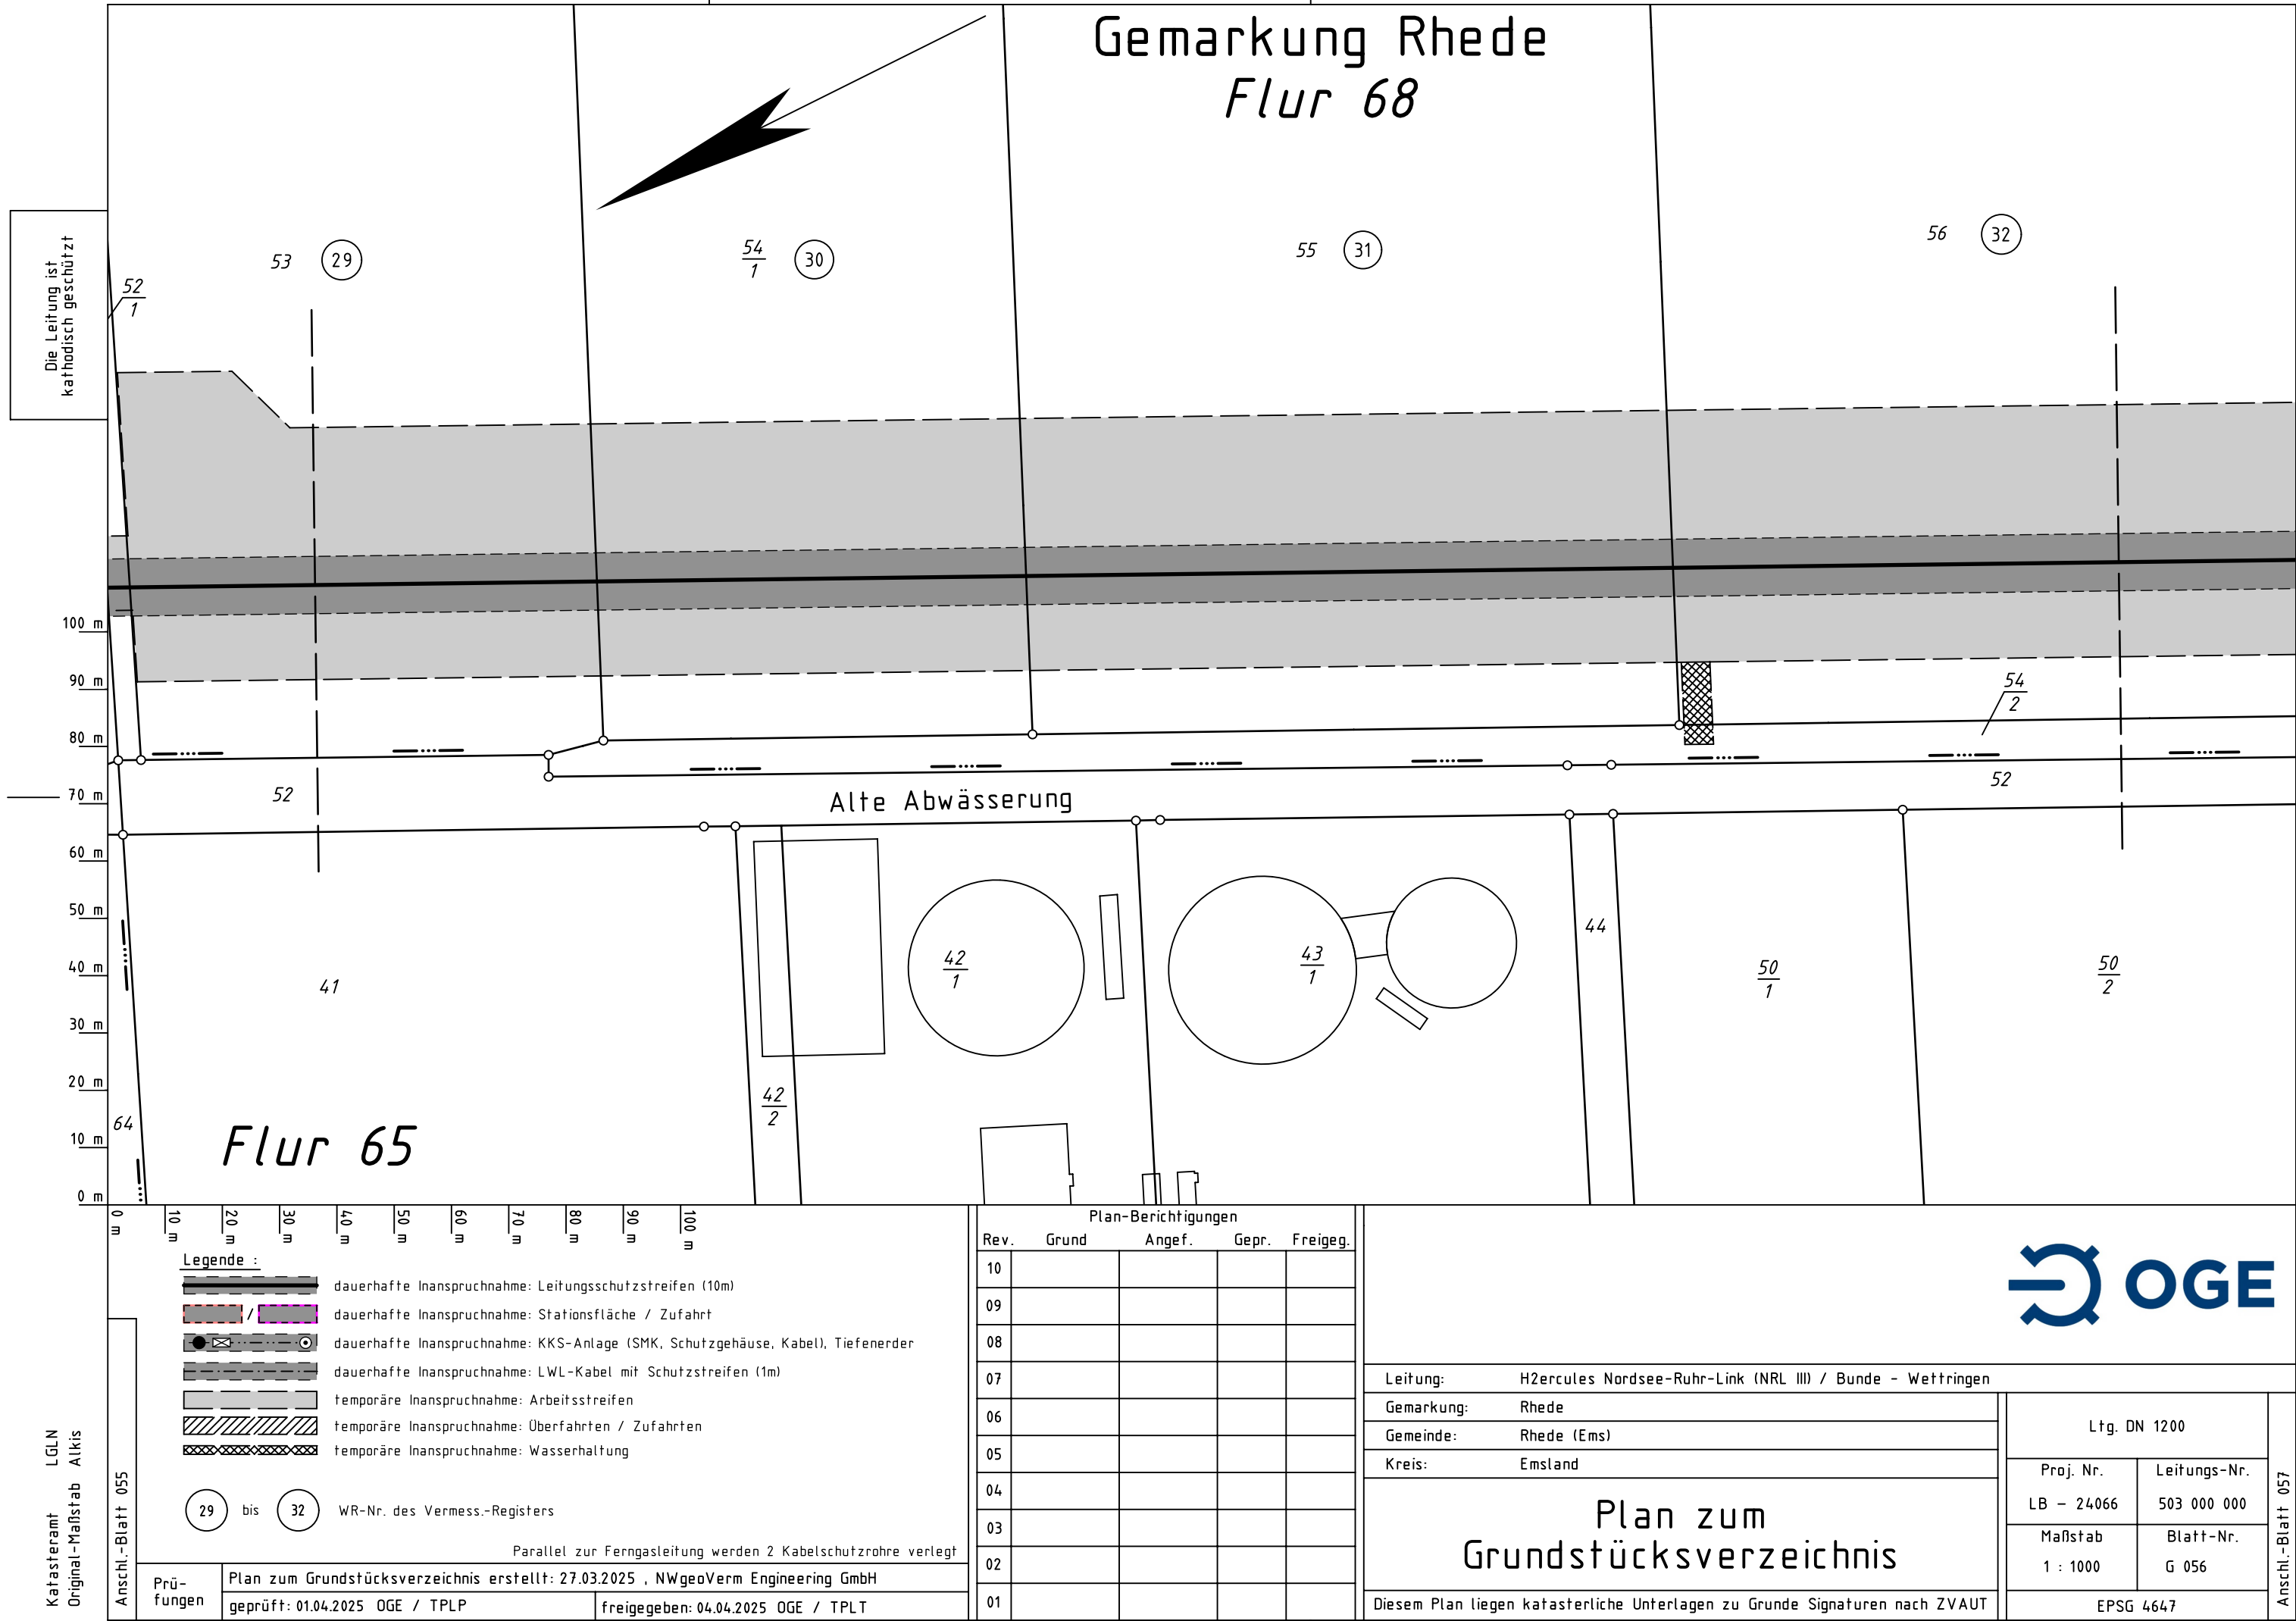 Gemarkung Rhede
Flur 68
Die Leitung ist
kathodisch geschützt
52
1
53
29
54
1
30
55
31
56
32
54
2
52
Alte Abwässerung
52
41
42
1
43
1
44
50
1
50
2
42
2
64
Flur 65
100 m
90 m
80 m
70 m
60 m
50 m
40 m
30 m
20 m
10 m
0 m
0 m
10 m
20 m
30 m
40 m
50 m
60 m
70 m
80 m
90 m
100 m
Legende :
dauerhafte Inanspruchnahme: Leitungsschutzstreifen (10m)
/ dauerhafte Inanspruchnahme: Stationsfläche / Zufahrt
dauerhafte Inanspruchnahme: KKS-Anlage (SMK, Schutzgehäuse, Kabel), Tiefenerder
dauerhafte Inanspruchnahme: LWL-Kabel mit Schutzstreifen (1m)
temporäre Inanspruchnahme: Arbeitsstreifen
temporäre Inanspruchnahme: Überfahrten / Zufahrten
temporäre Inanspruchnahme: Wasserhaltung
29 bis 32 WR-Nr. des Vermess.-Registers
Parallel zur Ferngasleitung werden 2 Kabelschutzrohre verlegt
Katasteramt LGLN
Original-Maßstab Alkis
Anschl.-Blatt 055
Prü-
fungen
Plan zum Grundstücksverzeichnis erstellt: 27.03.2025 , NWgeoVerm Engineering GmbH
geprüft: 01.04.2025 OGE / TPLP
freigegeben: 04.04.2025 OGE / TPLT
Plan-Berichtigungen
Rev. Grund Angef. Gepr. Freigeg.
10
09
08
07
06
05
04
03
02
01
OGE
Leitung: H2ercules Nordsee-Ruhr-Link (NRL III) / Bunde - Wettringen
Gemarkung: Rhede
Gemeinde: Rhede (Ems)
Kreis: Emsland
Plan zum
Grundstücksverzeichnis
Diesem Plan liegen katasterliche Unterlagen zu Grunde Signaturen nach ZVAUT
Ltg. DN 1200
Proj. Nr. Leitungs-Nr.
LB - 24066 503 000 000
Maßstab Blatt-Nr.
1 : 1000 G 056
EPSG 4647
Anschl.-Blatt 057